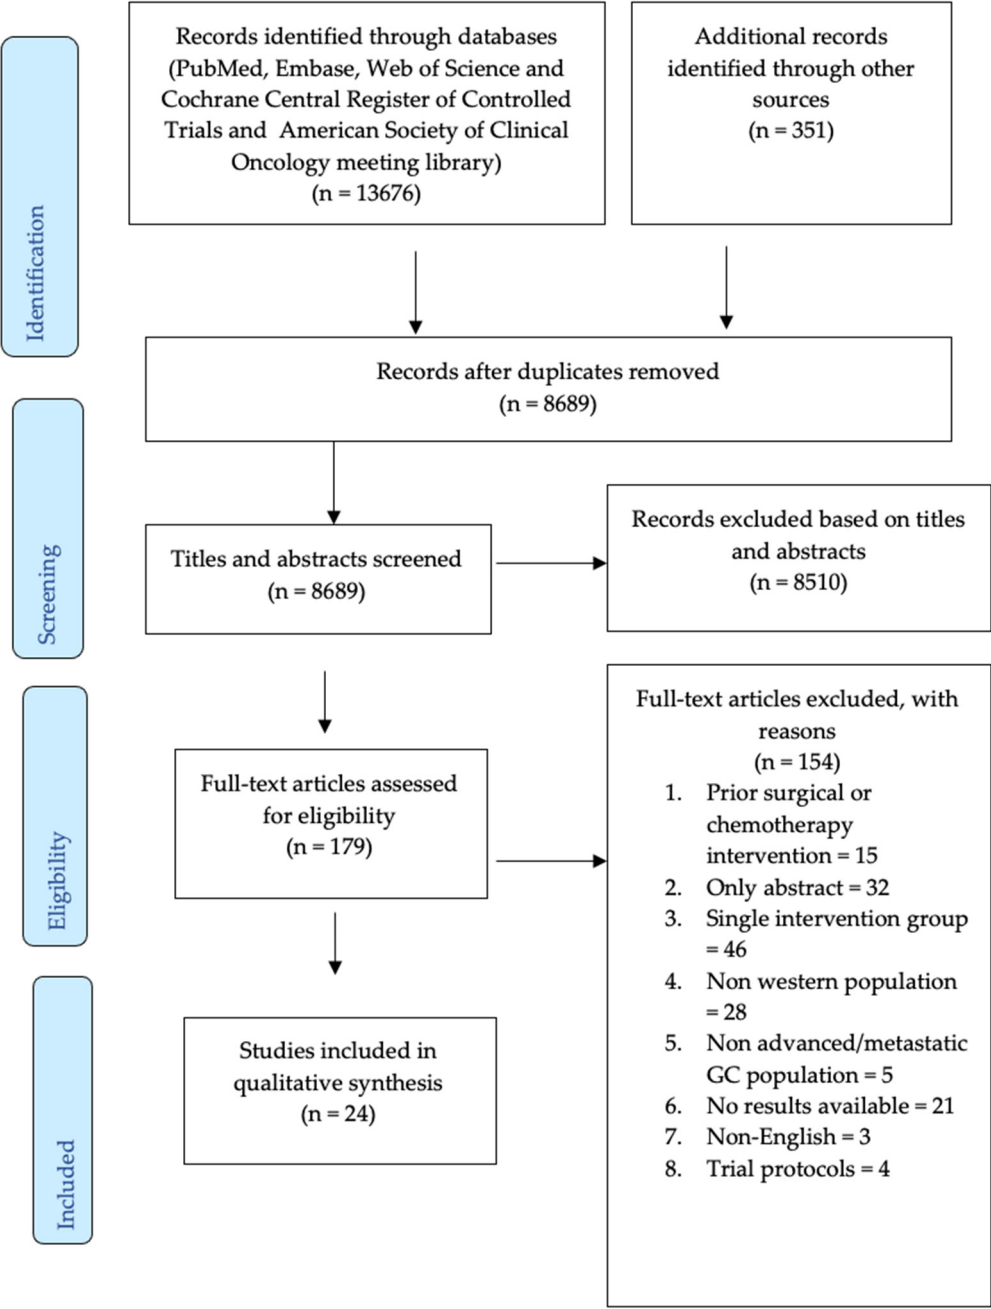 Records identified through databases
(PubMed, Embase, Web of Science and
Cochrane Central Register of Controlled
Trials and American Society of Clinical
Oncology meeting library)
(n = 13676)
Additional records
identified through other
sources
(n = 351)
Identification
Records after duplicates removed
(n = 8689)
Screening
Titles and abstracts screened
(n = 8689)
Records excluded based on titles
and abstracts
(n = 8510)
Eligibility
Full-text articles assessed
for eligibility
(n = 179)
Full-text articles excluded, with
reasons
(n = 154)
1. Prior surgical or
chemotherapy
intervention = 15
2. Only abstract = 32
3. Single intervention group
= 46
4. Non western population
= 28
5. Non advanced/metastatic
GC population = 5
6. No results available = 21
7. Non-English = 3
8. Trial protocols = 4
Included
Studies included in
qualitative synthesis
(n = 24)